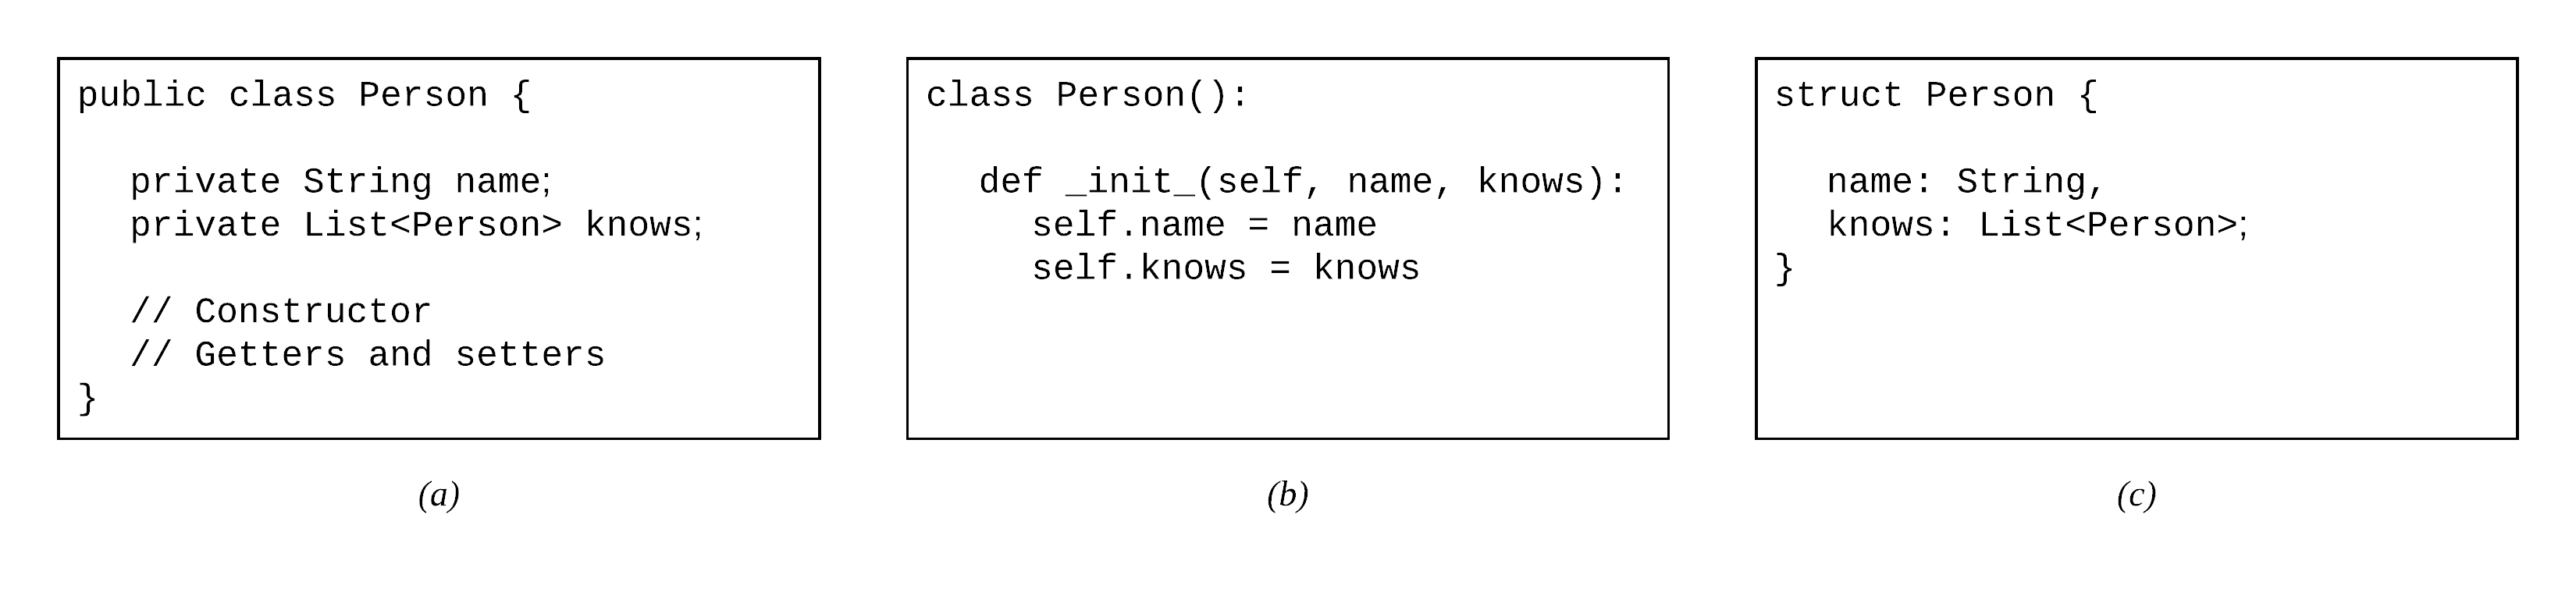 public class Person {
private String name;
private List<Person> knows;
// Constructor
// Getters and setters
}
(a)
class Person():
def _init_(self, name, knows):
self.name = name
self.knows = knows
(b)
struct Person {
name: String,
knows: List<Person>;
}
(c)